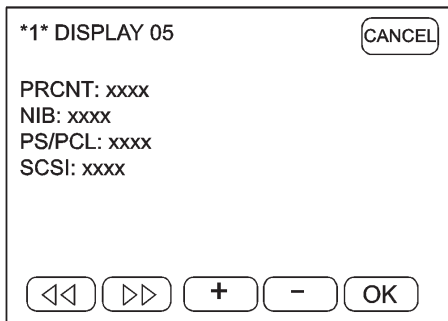 *1* DISPLAY 05
CANCEL
PRCNT: xxxx
NIB: xxxx
PS/PCL: xxxx
SCSI: xxxx
+ - OK